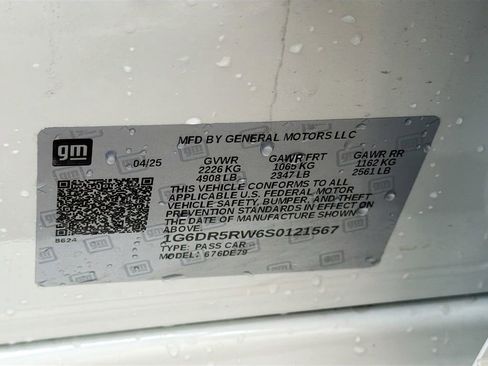 gm
MFD BY GENERAL MOTORS LLC
04/25 GVWR GAWR FRT GAWR RR
2226 KG 1065 KG 1162 KG
4908 LB 2347 LB 2561 LB
THIS VEHICLE CONFORMS TO ALL
APPLICABLE U.S. FEDERAL MOTOR
VEHICLE SAFETY, BUMPER, AND THEFT
PREVENTION STANDARDS IN EFFECT ON
THE DATE OF MANUFACTURE SHOWN
ABOVE.
8624
1G6DR5RW6S0121567
TYPE: PASS CAR
MODEL: 676DE79